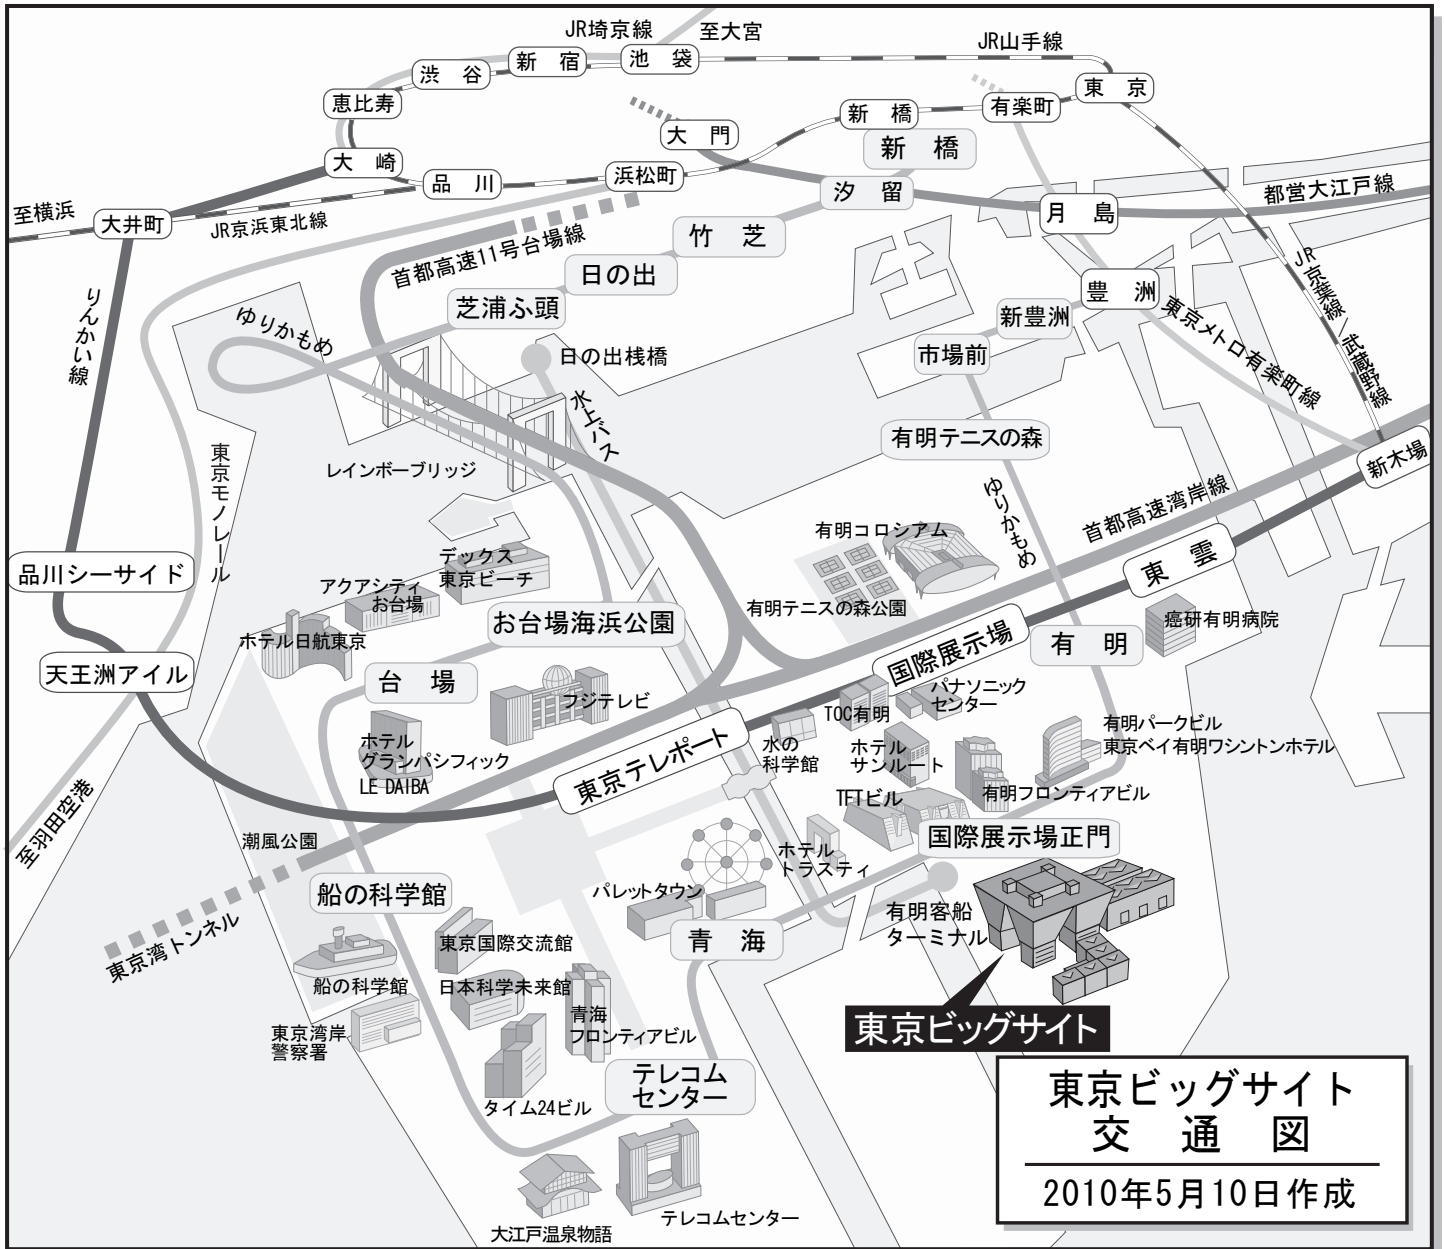 JR埼京線
至大宮
JR山手線
新宿
池袋
渋谷
恵比寿
東京
有楽町
新橋
大門
新橋
大崎
品川
浜松町
汐留
月島
都営大江戸線
至横浜
大井町
JR京浜東北線
首都高速11号台場線
竹芝
日の出
芝浦ふ頭
豊洲
新豊洲
市場前
JR京葉線/武蔵野線
東京メトロ有楽町線
りんかい線
ゆりかもめ
日の出桟橋
水上バス
有明テニスの森
新木場
レインボーブリッジ
東京モノレール
ゆりかもめ
首都高速湾岸線
有明コロシアム
東雲
品川シーサイド
デックス
東京ビーチ
アクアシティ
お台場
有明テニスの森公園
お台場海浜公園
ホテル日航東京
国際展示場
有明
癌研有明病院
天王洲アイル
台場
フジテレビ
パナソニック
センター
TOC有明
ホテル
グランパシフィック
LE DAIBA
東京テレポート
水の
科学館
ホテル
サンルート
有明パークビル
東京ベイ有明ワシントンホテル
有明フロンティアビル
TFTビル
至羽田空港
潮風公園
ホテル
トラスティ
国際展示場正門
船の科学館
パレットタウン
有明客船
ターミナル
東京湾トンネル
東京国際交流館
青海
船の科学館
日本科学未来館
青海
フロンティアビル
東京湾岸
警察署
東京ビッグサイト
テレコム
センター
タイム24ビル
東京ビッグサイト
交通図
2010年5月10日作成
テレコムセンター
大江戸温泉物語